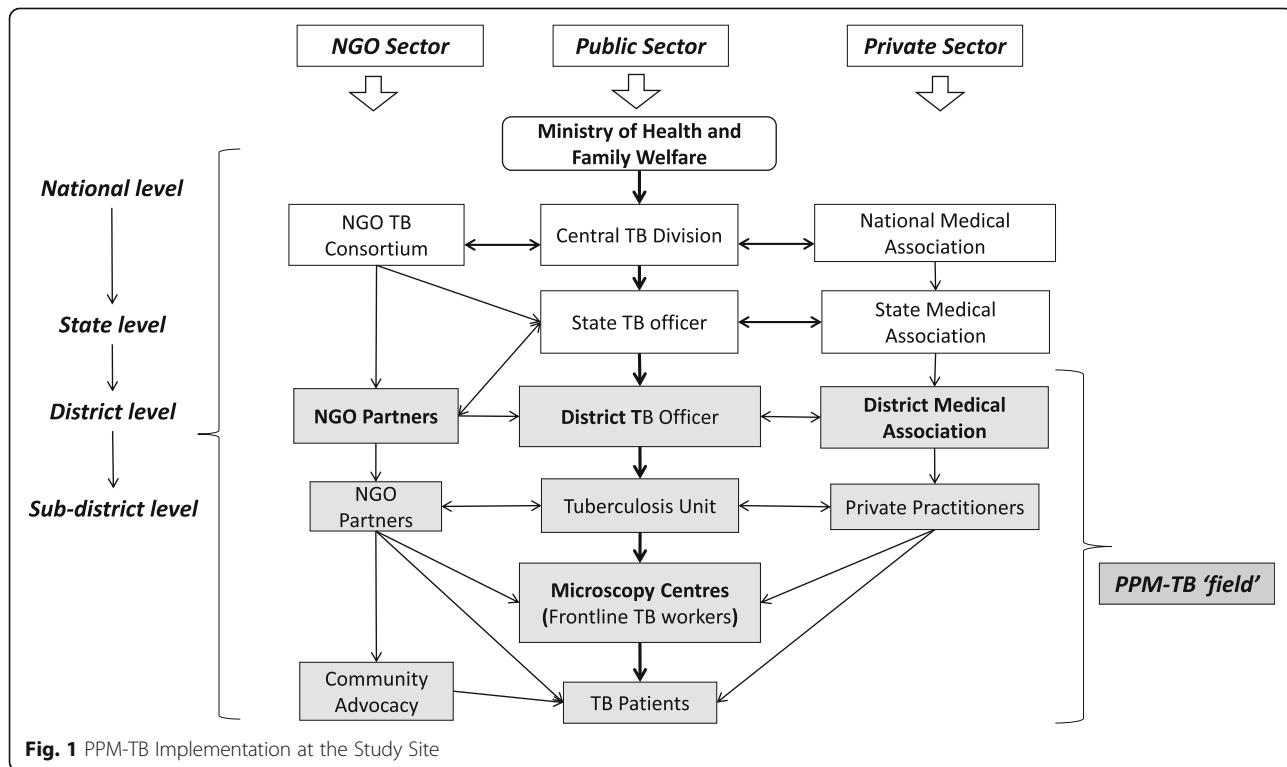 NGO Sector
Public Sector
Private Sector
Ministry of Health and
Family Welfare
National level
NGO TB
Consortium
Central TB Division
National Medical
Association
State level
State TB officer
State Medical
Association
District level
NGO Partners
District TB Officer
District Medical
Association
Sub-district level
NGO
Partners
Tuberculosis Unit
Private Practitioners
Microscopy Centres
(Frontline TB workers)
PPM-TB 'field'
Community
Advocacy
TB Patients
Fig. 1 PPM-TB Implementation at the Study Site